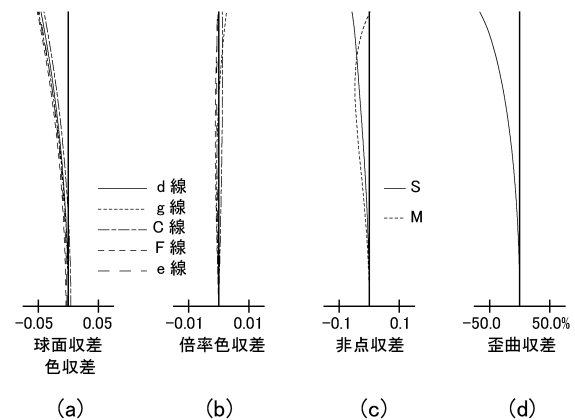 d 線
g 線
C 線
F 線
e 線
S
M
-0.05 0.05
-0.01 0.01
-0.1 0.1
-50.0 50.0%
球面収差
色収差
倍率色収差
非点収差
歪曲収差
(a) (b) (c) (d)